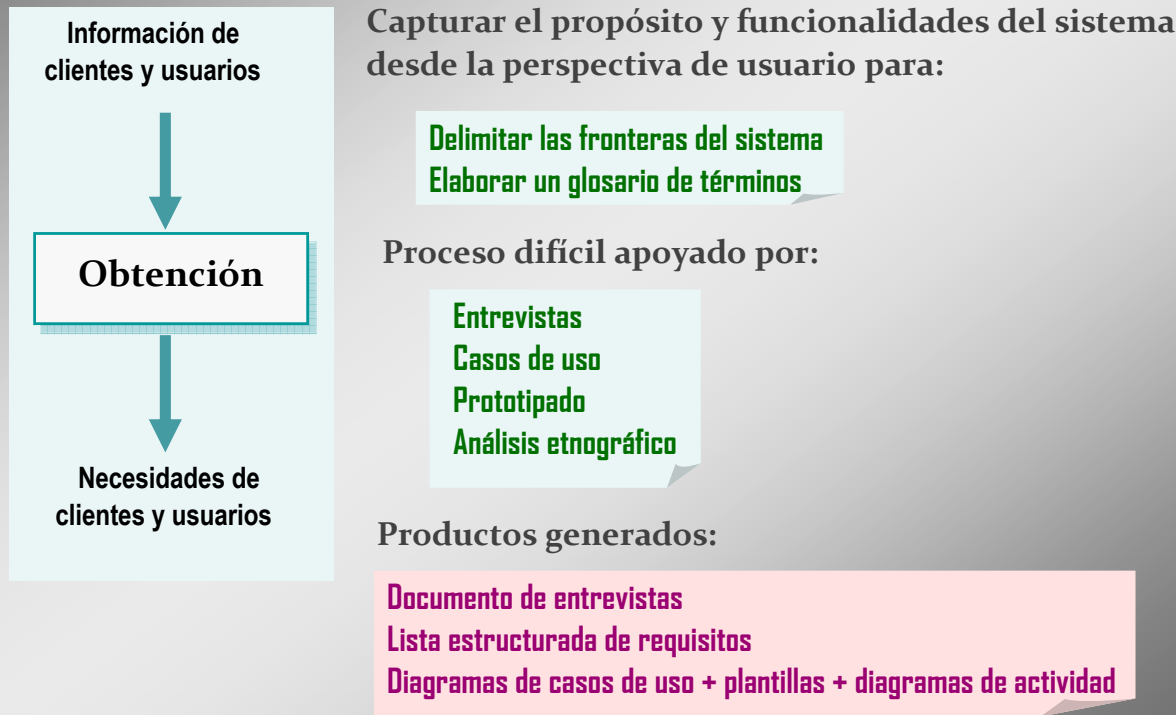 Información de
clientes y usuarios
Obtención
Necesidades de
clientes y usuarios
Capturar el propósito y funcionalidades del sistema
desde la perspectiva de usuario para:
Delimitar las fronteras del sistema
Elaborar un glosario de términos
Proceso difícil apoyado por:
Entrevistas
Casos de uso
Prototipado
Análisis etnográfico
Productos generados:
Documento de entrevistas
Lista estructurada de requisitos
Diagramas de casos de uso + plantillas + diagramas de actividad